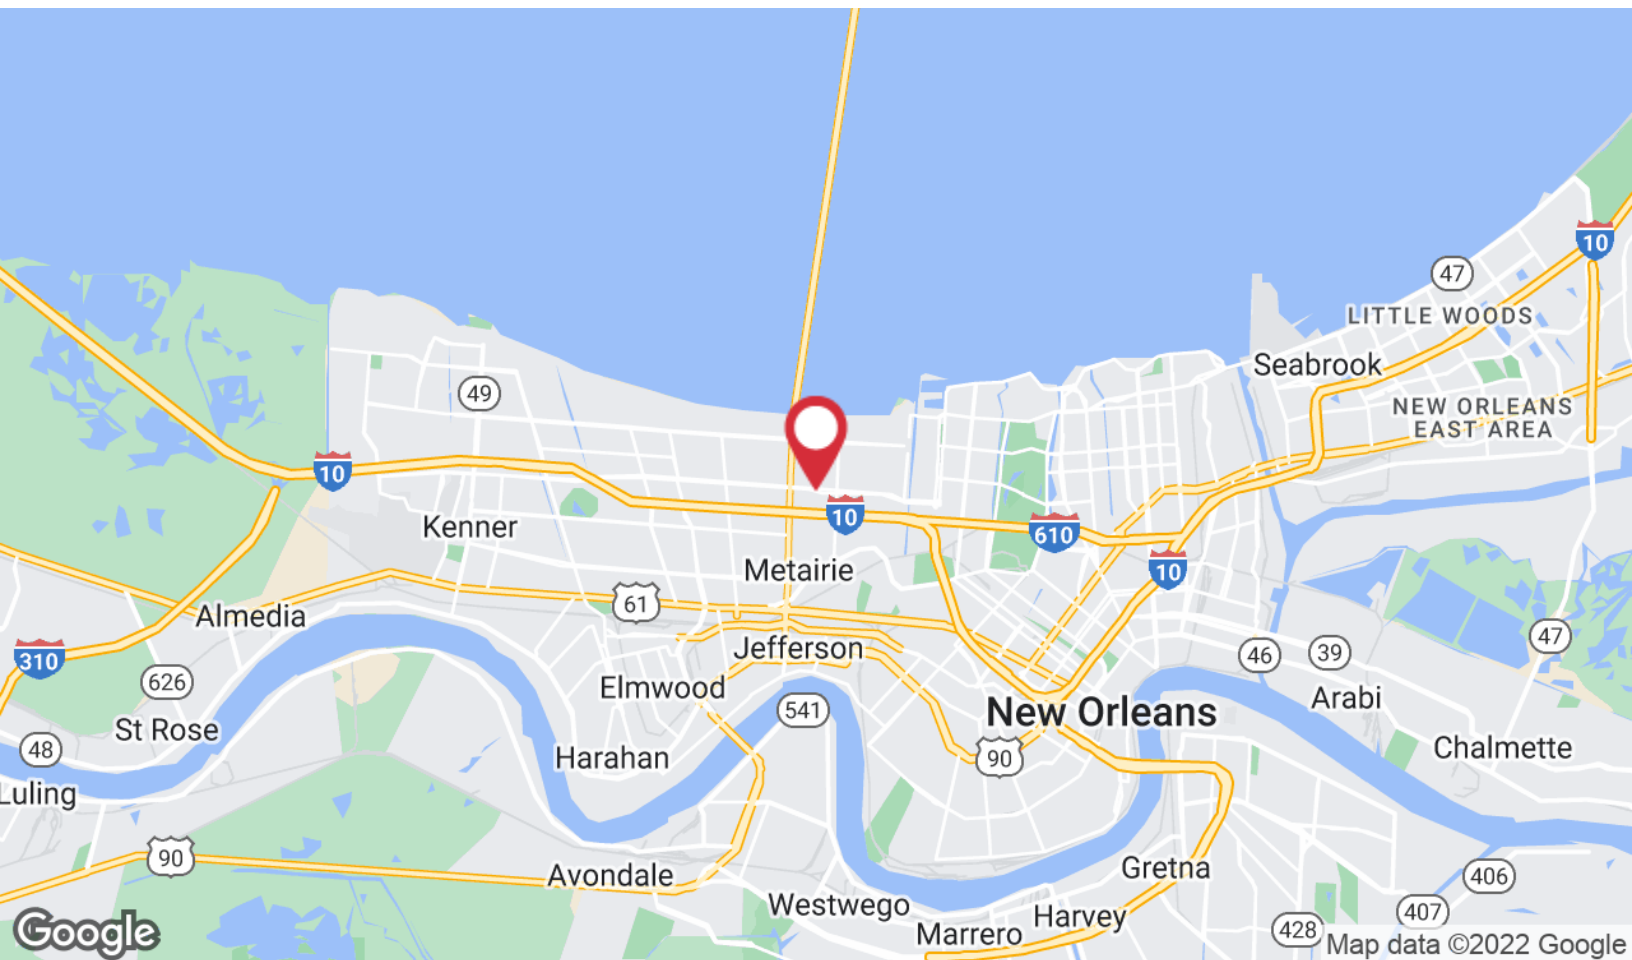 10
47
LITTLE WOODS
Seabrook
49
NEW ORLEANS
EAST AREA
10
10
Kenner
610
Metairie
10
61
Almedia
47
Jefferson
46
39
310
626
Elmwood
Arabi
541
New Orleans
St Rose
48
Harahan
90
Chalmette
Luling
90
Avondale
Gretna
406
Westwego
Harvey
407
Marrero
428
Google
Map data ©2022 Google